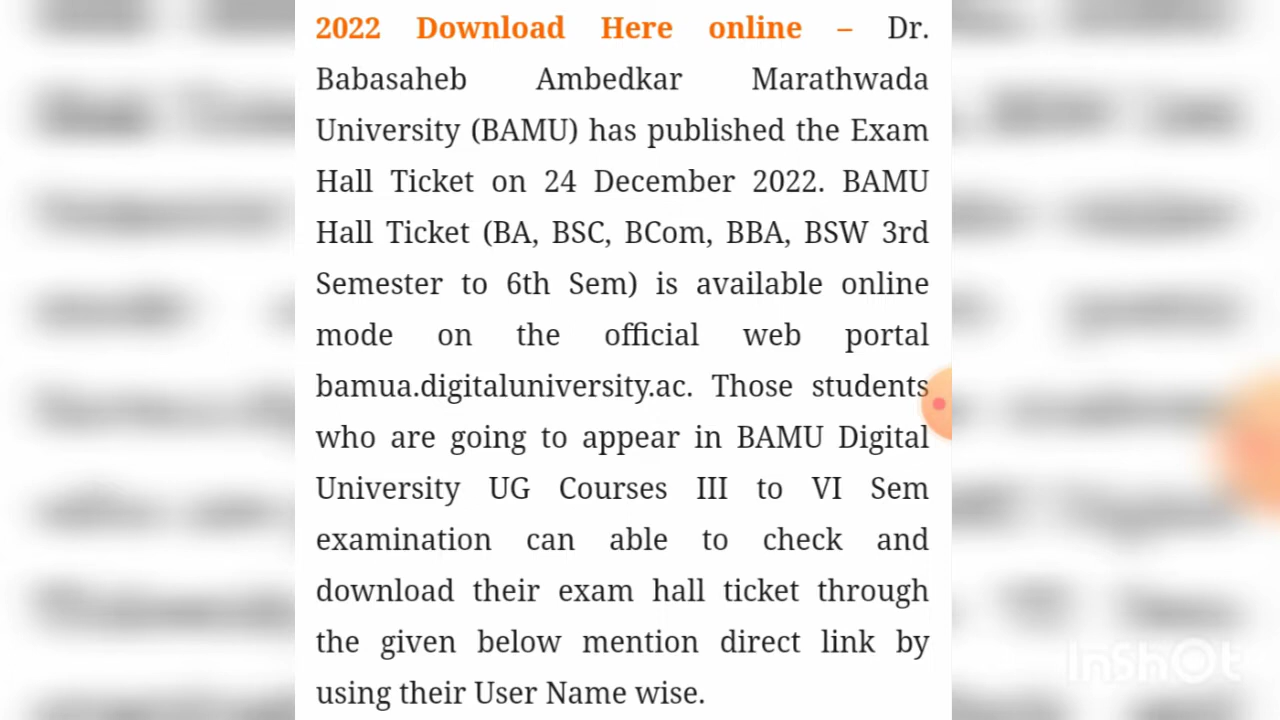 2022 Download Here online – Dr.
Babasaheb Ambedkar Marathwada
University (BAMU) has published the Exam
Hall Ticket on 24 December 2022. BAMU
Hall Ticket (BA, BSC, BCom, BBA, BSW 3rd
Semester to 6th Sem) is available online
mode on the official web portal
bamua.digitaluniversity.ac. Those students
who are going to appear in BAMU Digital
University UG Courses III to VI Sem
examination can able to check and
download their exam hall ticket through
the given below mention direct link by
using their User Name wise.
InShOt